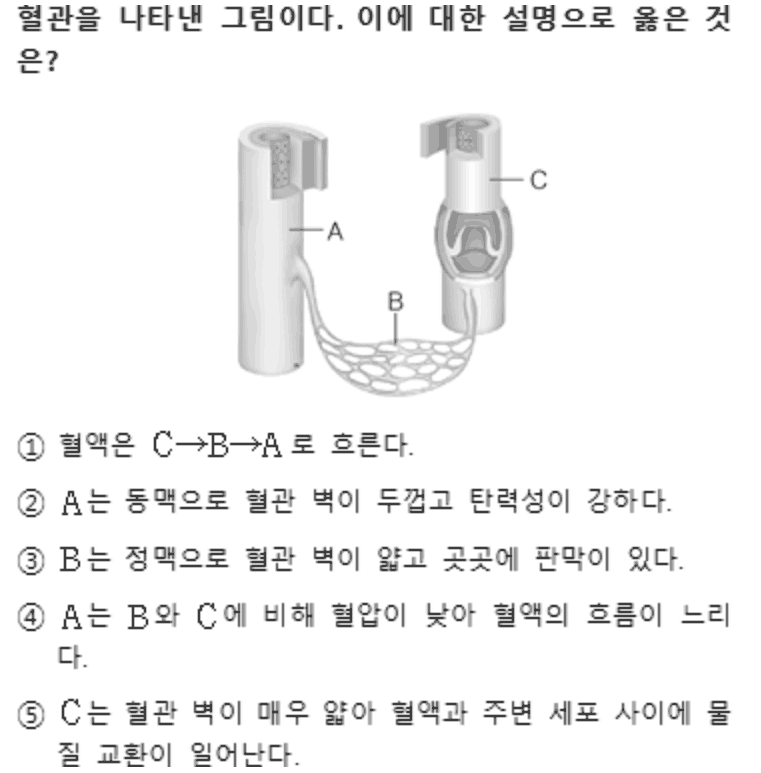 혈관을 나타낸 그림이다. 이에 대한 설명으로 옳은 것
은?
C
A
B
① 혈액은 C→B→A로 흐른다.
② A는 동맥으로 혈관 벽이 두껍고 탄력성이 강하다.
③ B는 정맥으로 혈관 벽이 얇고 곳곳에 판막이 있다.
④ A는 B와 C에 비해 혈압이 낮아 혈액의 흐름이 느리
다.
⑤ C는 혈관 벽이 매우 얇아 혈액과 주변 세포 사이에 물
질 교환이 일어난다.